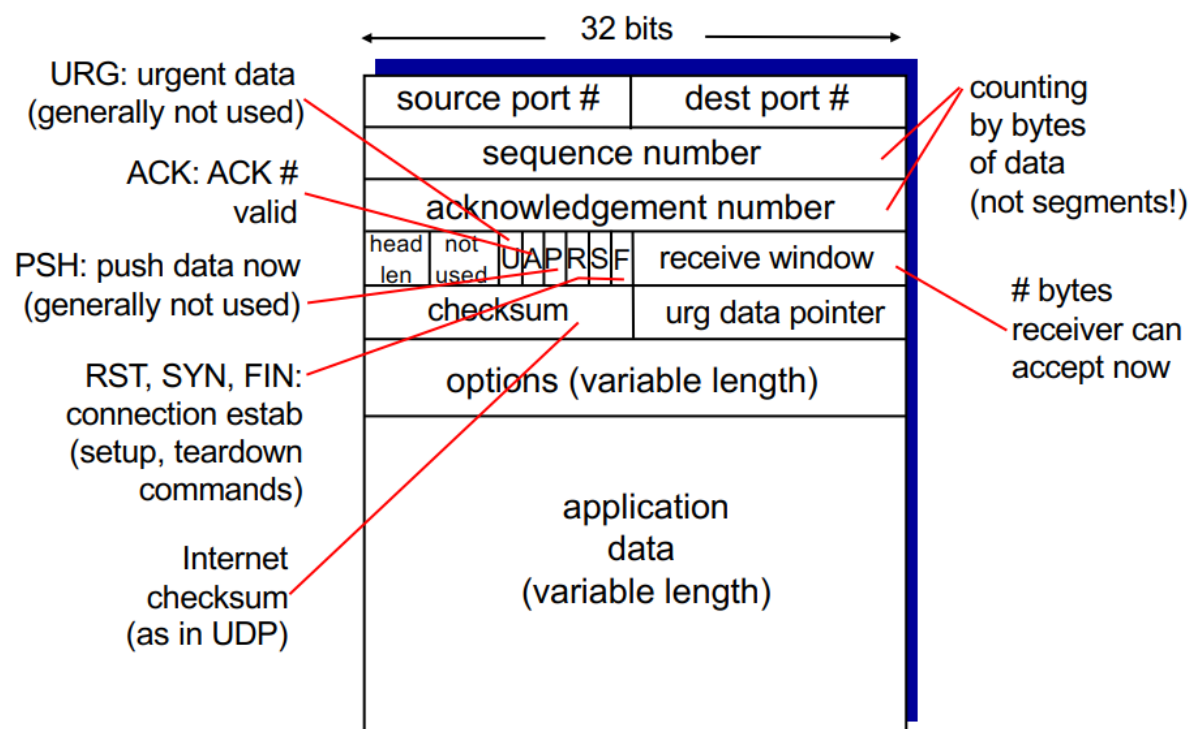 32 bits
URG: urgent data
(generally not used)
ACK: ACK #
valid
PSH: push data now
(generally not used)
RST, SYN, FIN:
connection estab
(setup, teardown
commands)
Internet
checksum
(as in UDP)
source port #
dest port #
sequence number
acknowledgement number
head
len
not
used
U
A
P
R
S
F
receive window
checksum
urg data pointer
options (variable length)
application
data
(variable length)
counting
by bytes
of data
(not segments!)
# bytes
receiver can
accept now